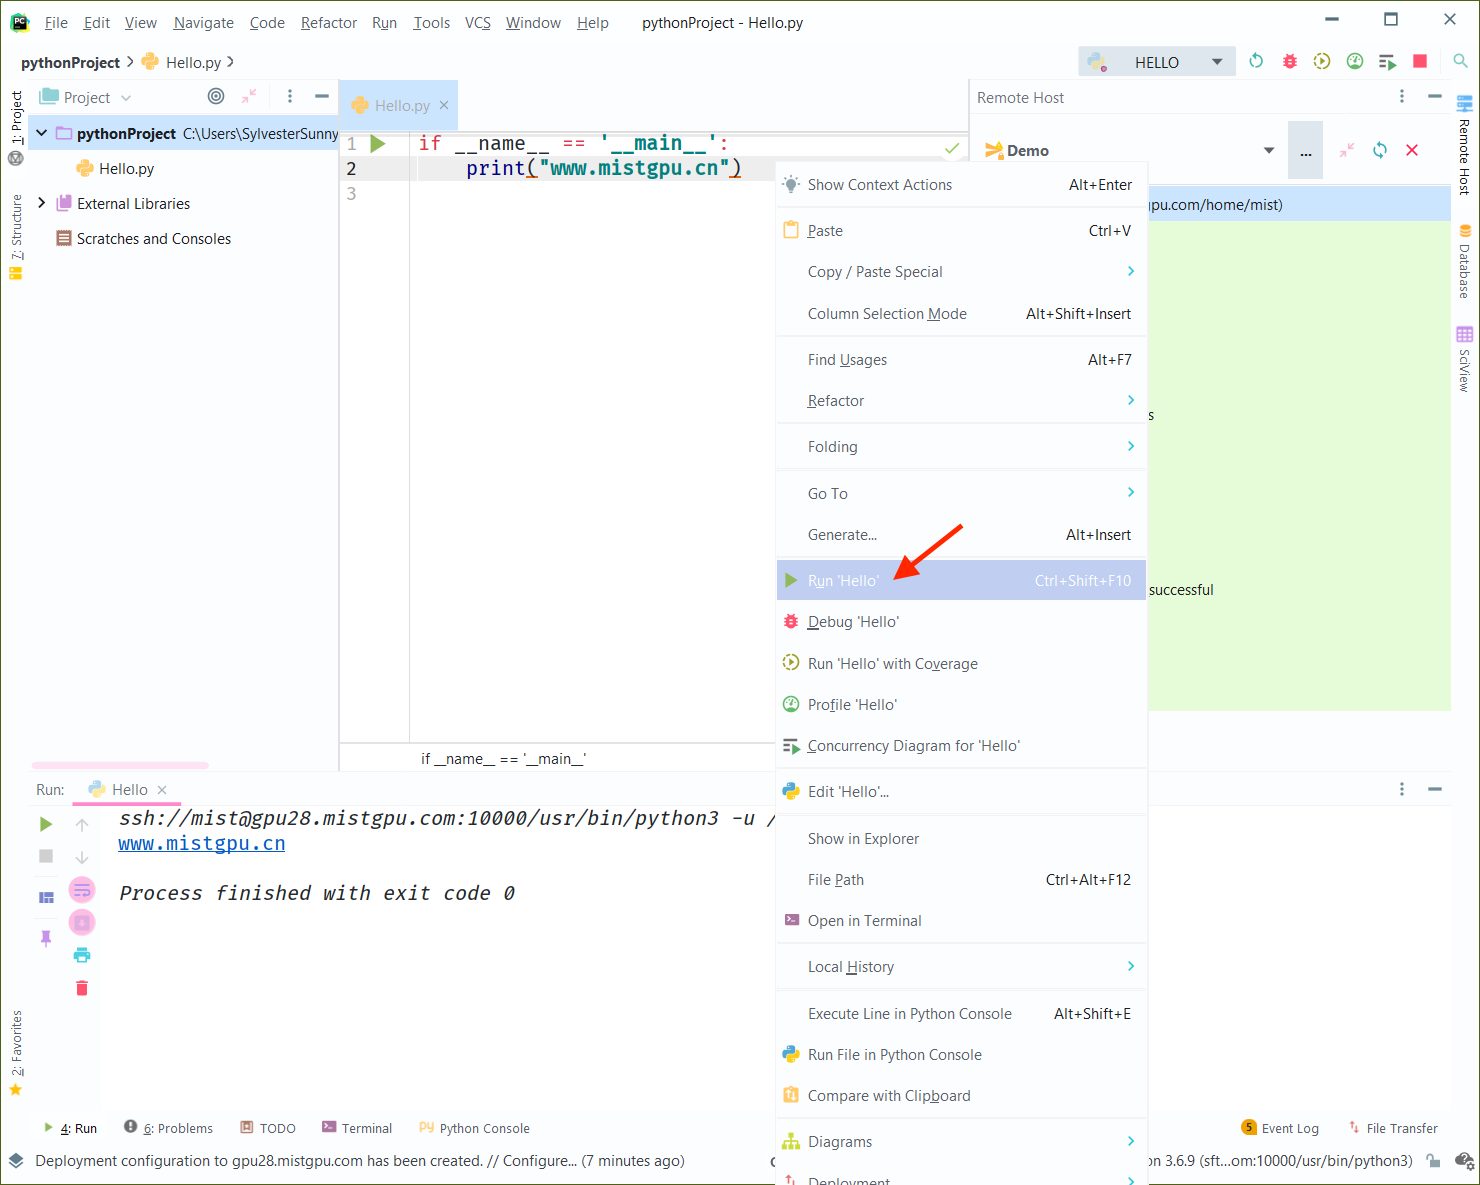 File Edit View Navigate Code Refactor Run Tools VCS Window Help pythonProject - Hello.py
pythonProject Hello.py HELLO
1: Project
7: Structure
2: Favorites
Project
pythonProject C:\Users\SylvesterSunny
Hello.py
External Libraries
Scratches and Consoles
Hello.py
1 if __name__ == '__main__':
2 print("www.mistgpu.cn")
3
if __name__ == '__main__'
Remote Host
Demo
...
gpu.com/home/mist)
s
successful
Remote Host
Database
SciView
Show Context Actions Alt+Enter
Paste Ctrl+V
Copy / Paste Special
Column Selection Mode Alt+Shift+Insert
Find Usages Alt+F7
Refactor
Folding
Go To
Generate... Alt+Insert
Run 'Hello' Ctrl+Shift+F10
Debug 'Hello'
Run 'Hello' with Coverage
Profile 'Hello'
Concurrency Diagram for 'Hello'
Edit 'Hello'...
Show in Explorer
File Path Ctrl+Alt+F12
Open in Terminal
Local History
Execute Line in Python Console Alt+Shift+E
Run File in Python Console
Compare with Clipboard
Diagrams
Deployment
Run: Hello
ssh://mist@gpu28.mistgpu.com:10000/usr/bin/python3 -u /
www.mistgpu.cn
Process finished with exit code 0
4: Run 6: Problems TODO Terminal Python Console 5 Event Log File Transfer
Deployment configuration to gpu28.mistgpu.com has been created. // Configure... (7 minutes ago) on 3.6.9 (sft...om:10000/usr/bin/python3)